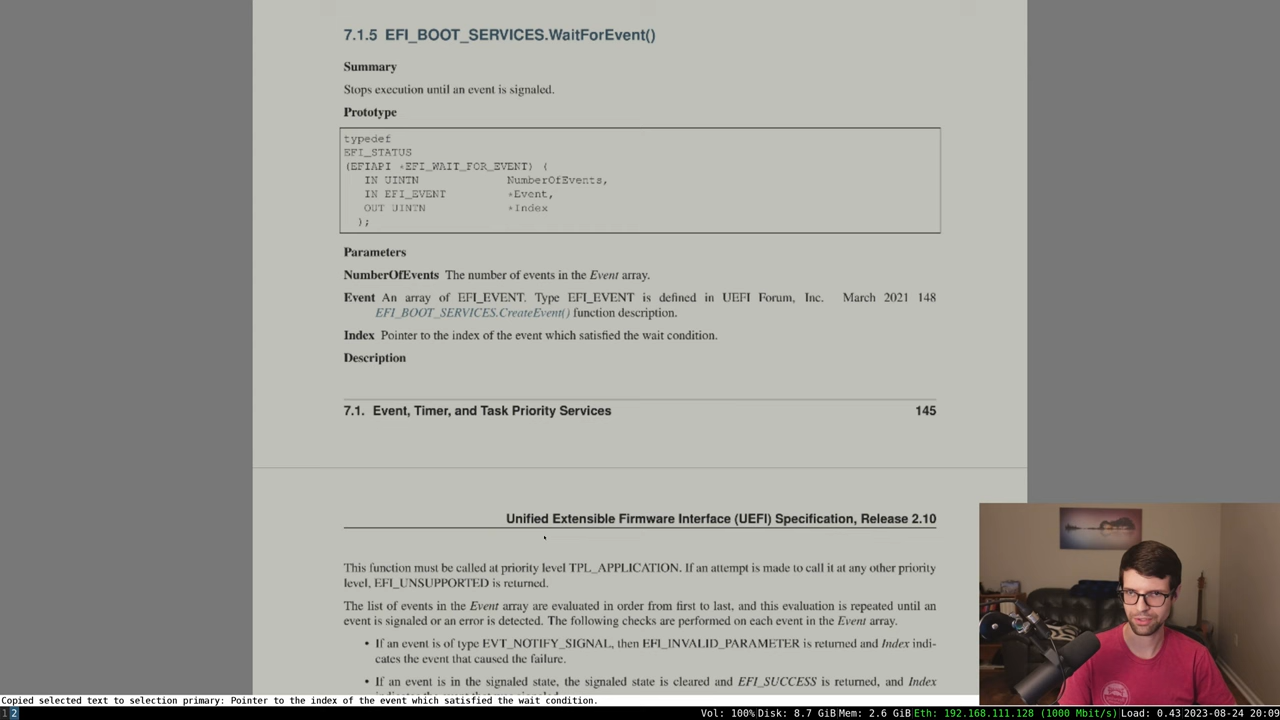 7.1.5 EFI_BOOT_SERVICES.WaitForEvent()
Summary
Stops execution until an event is signaled.
Prototype
typedef
EFI_STATUS
(EFIAPI *EFI_WAIT_FOR_EVENT) (
IN UINTN NumberOfEvents,
IN EFI_EVENT *Event,
OUT UINTN *Index
);
Parameters
NumberOfEvents The number of events in the Event array.
Event An array of EFI_EVENT. Type EFI_EVENT is defined in UEFI Forum, Inc. March 2021 148
EFI_BOOT_SERVICES.CreateEvent() function description.
Index Pointer to the index of the event which satisfied the wait condition.
Description
7.1. Event, Timer, and Task Priority Services 145
Unified Extensible Firmware Interface (UEFI) Specification, Release 2.10
This function must be called at priority level TPL_APPLICATION. If an attempt is made to call it at any other priority
level, EFI_UNSUPPORTED is returned.
The list of events in the Event array are evaluated in order from first to last, and this evaluation is repeated until an
event is signaled or an error is detected. The following checks are performed on each event in the Event array.
• If an event is of type EVT_NOTIFY_SIGNAL, then EFI_INVALID_PARAMETER is returned and Index indi-
cates the event that caused the failure.
• If an event is in the signaled state, the signaled state is cleared and EFI_SUCCESS is returned, and Index
Copied selected text to selection primary: Pointer to the index of the event which satisfied the wait condition.
1 2 Vol: 100% Disk: 8.7 GiB Mem: 2.6 GiB Eth: 192.168.111.128 (1000 Mbit/s) Load: 0.43 2023-08-24 20:09